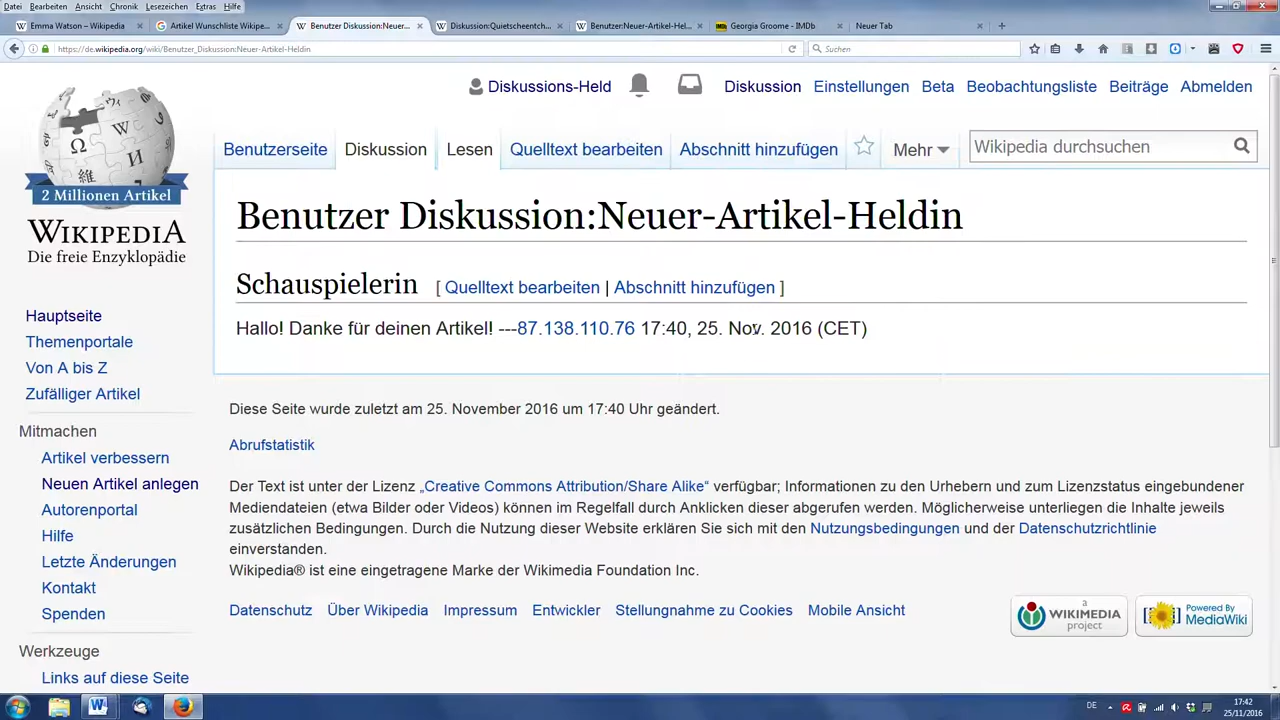 Datei Bearbeiten Ansicht Chronik Lesezeichen Extras Hilfe
Emma Watson – Wikipedia
Artikel Wunschliste Wikipe...
Benutzer Diskussion:Neuer...
Diskussion:Quietscheentch...
Benutzer:Neuer-Artikel-Hel...
Georgia Groome - IMDb
Neuer Tab
https://de.wikipedia.org/wiki/Benutzer_Diskussion:Neuer-Artikel-Heldin
Suchen
Diskussions-Held Diskussion Einstellungen Beta Beobachtungsliste Beiträge Abmelden
Benutzerseite Diskussion Lesen Quelltext bearbeiten Abschnitt hinzufügen Mehr Wikipedia durchsuchen
2 Millionen Artikel
WIKIPEDIA
Die freie Enzyklopädie
Hauptseite
Themenportale
Von A bis Z
Zufälliger Artikel
Mitmachen
Artikel verbessern
Neuen Artikel anlegen
Autorenportal
Hilfe
Letzte Änderungen
Kontakt
Spenden
Werkzeuge
Links auf diese Seite
Benutzer Diskussion:Neuer-Artikel-Heldin
Schauspielerin [ Quelltext bearbeiten | Abschnitt hinzufügen ]
Hallo! Danke für deinen Artikel! ---87.138.110.76 17:40, 25. Nov. 2016 (CET)
Diese Seite wurde zuletzt am 25. November 2016 um 17:40 Uhr geändert.
Abrufstatistik
Der Text ist unter der Lizenz „Creative Commons Attribution/Share Alike“ verfügbar; Informationen zu den Urhebern und zum Lizenzstatus eingebundener
Mediendateien (etwa Bilder oder Videos) können im Regelfall durch Anklicken dieser abgerufen werden. Möglicherweise unterliegen die Inhalte jeweils
zusätzlichen Bedingungen. Durch die Nutzung dieser Website erklären Sie sich mit den Nutzungsbedingungen und der Datenschutzrichtlinie
einverstanden.
Wikipedia® ist eine eingetragene Marke der Wikimedia Foundation Inc.
Datenschutz Über Wikipedia Impressum Entwickler Stellungnahme zu Cookies Mobile Ansicht
a
WIKIMEDIA
project
Powered By
MediaWiki
DE
17:42
25/11/2016